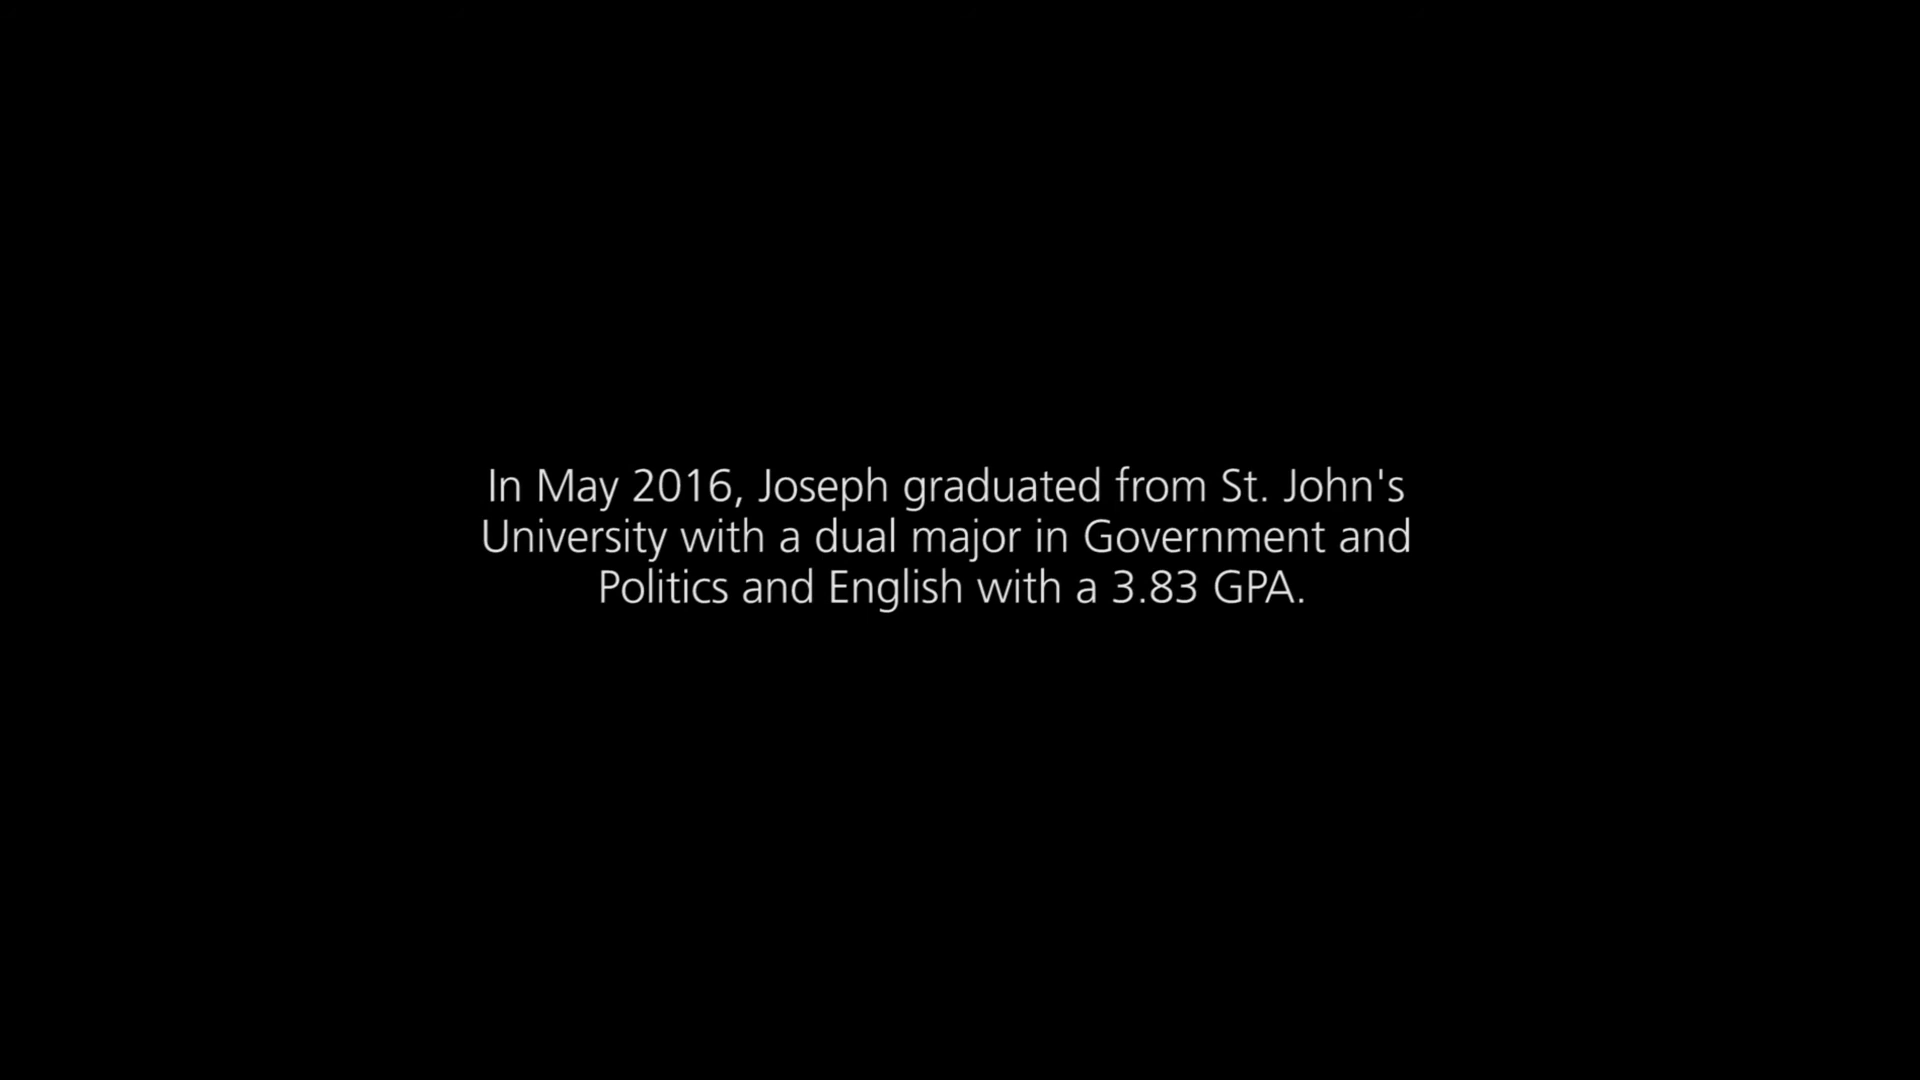 In May 2016, Joseph graduated from St. John's
University with a dual major in Government and
Politics and English with a 3.83 GPA.